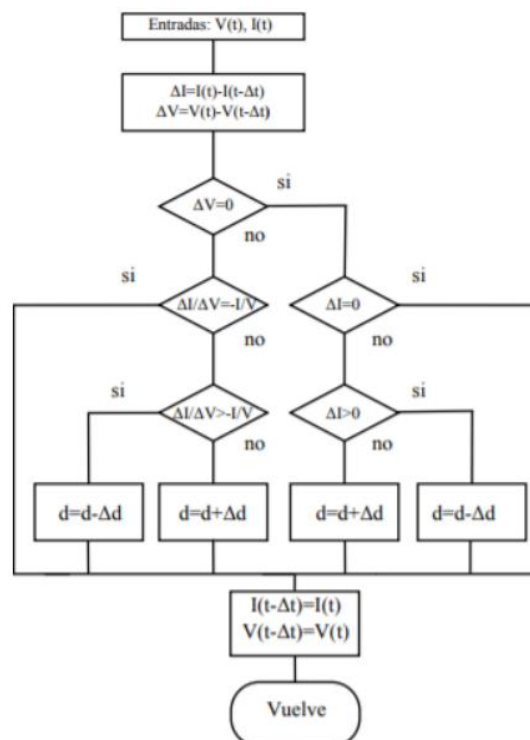 Entradas: V(t), I(t)
ΔI=I(t)-I(t-Δt)
ΔV=V(t)-V(t-Δt)
si
ΔV=0
no
si
si
ΔI/ΔV=-I/V
ΔI=0
no
no
si
si
ΔI/ΔV>-I/V
ΔI>0
no
no
d=d-Δd
d=d+Δd
d=d+Δd
d=d-Δd
I(t-Δt)=I(t)
V(t-Δt)=V(t)
Vuelve